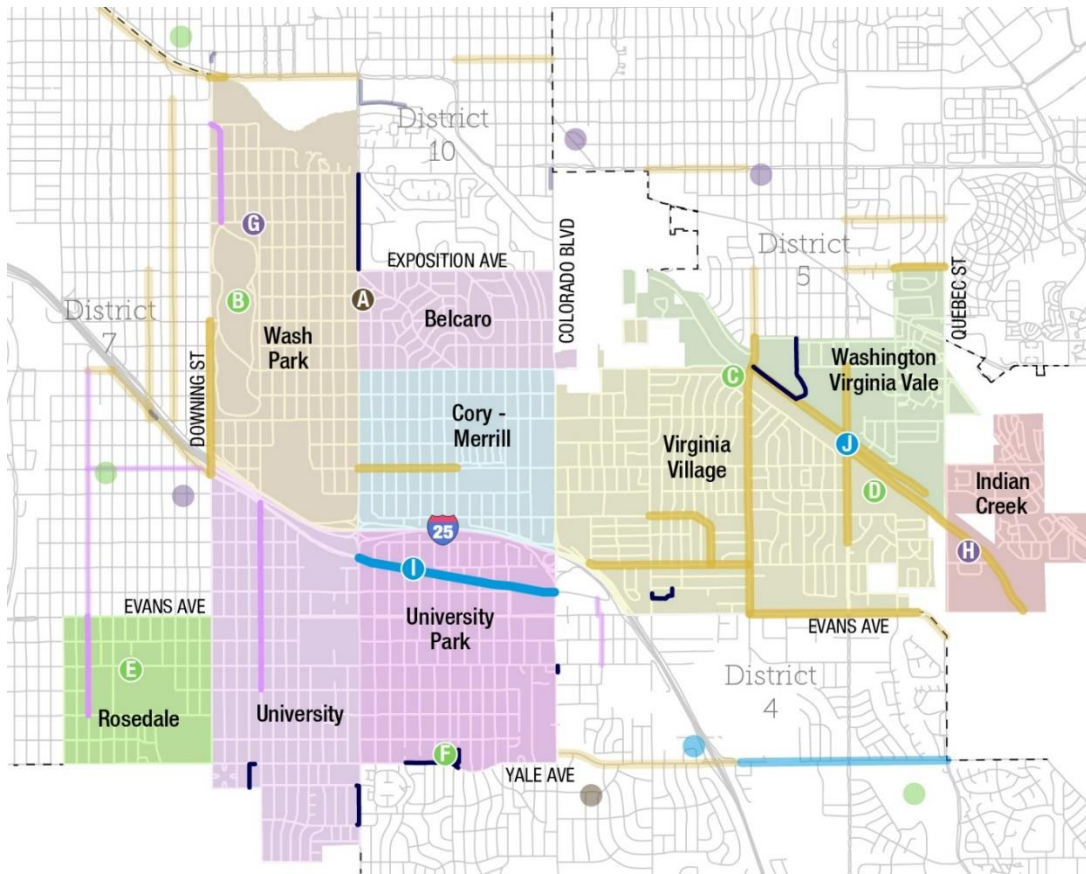 District
10
G
COLORADO BLVD
EXPOSITION AVE
District
5
QUEBEC ST
B
A
District
7
Belcaro
Wash
Park
Washington
Virginia Vale
C
DOWNING ST
Cory -
Merrill
Virginia
Village
J
D
Indian
Creek
25
H
I
EVANS AVE
University
Park
EVANS AVE
E
District
4
Rosedale
University
F
YALE AVE